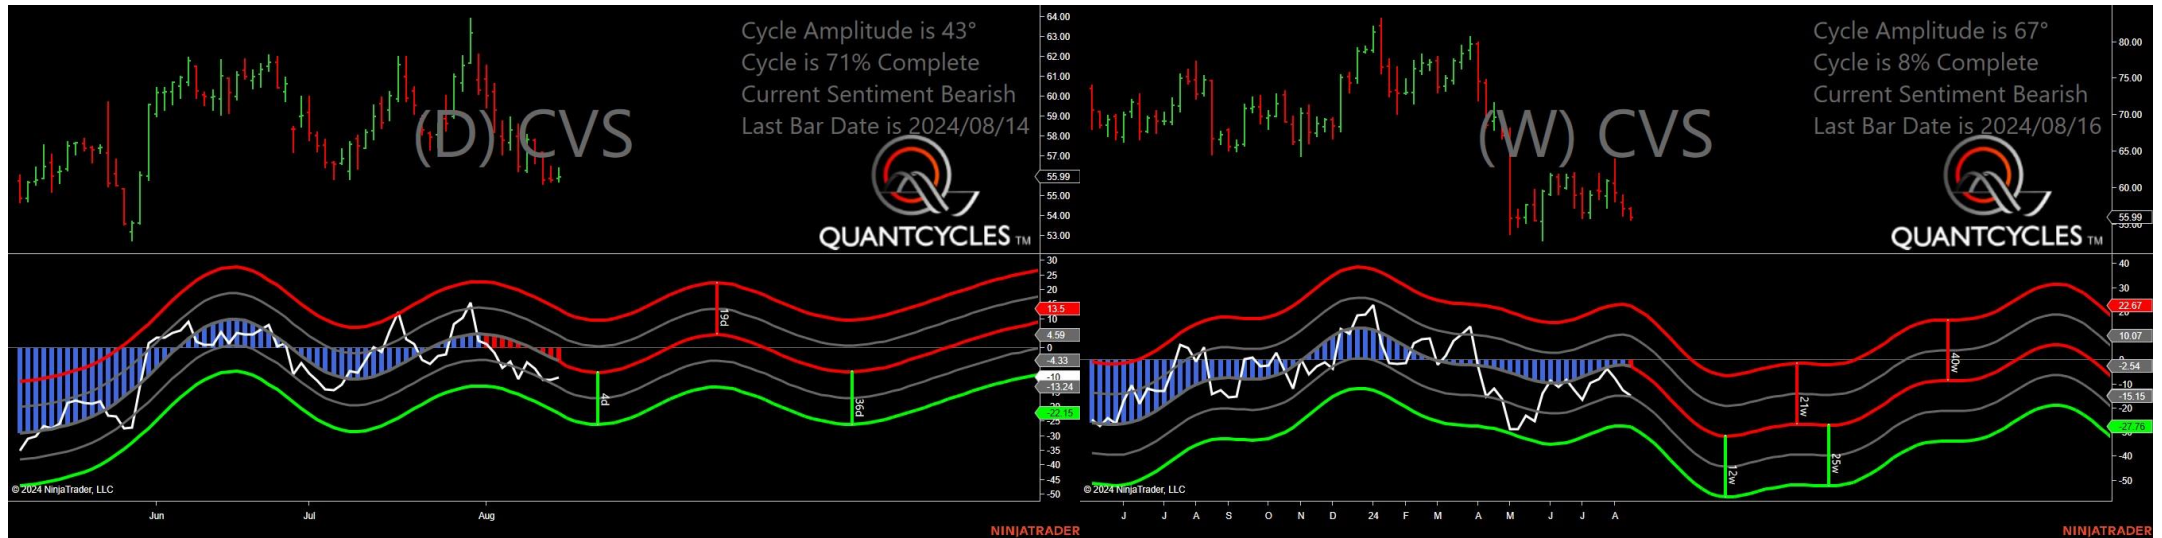 Cycle Amplitude is 43°
Cycle is 71% Complete
Current Sentiment Bearish
Last Bar Date is 2024/08/14
(D) CVS
QUANTCYCLES TM
64.00
63.00
62.00
61.00
60.00
59.00
58.00
57.00
55.99
55.00
54.00
53.00
30
25
20
15
13.5
10
4.59
0
-4.33
-10
-13.24
-22.15
-25
-30
-35
-40
-45
-50
19d
4d
36d
© 2024 NinjaTrader, LLC
Jun Jul Aug
NINJATRADER
Cycle Amplitude is 67°
Cycle is 8% Complete
Current Sentiment Bearish
Last Bar Date is 2024/08/16
(W) CVS
QUANTCYCLES TM
80.00
75.00
70.00
65.00
60.00
55.99
55.00
40
30
22.67
20
10.07
0
-2.54
-10
-15.15
-20
-27.76
-40
-50
21w
40w
12w
25w
© 2024 NinjaTrader, LLC
J J A S O N D 24 F M A M J J A
NINJATRADER